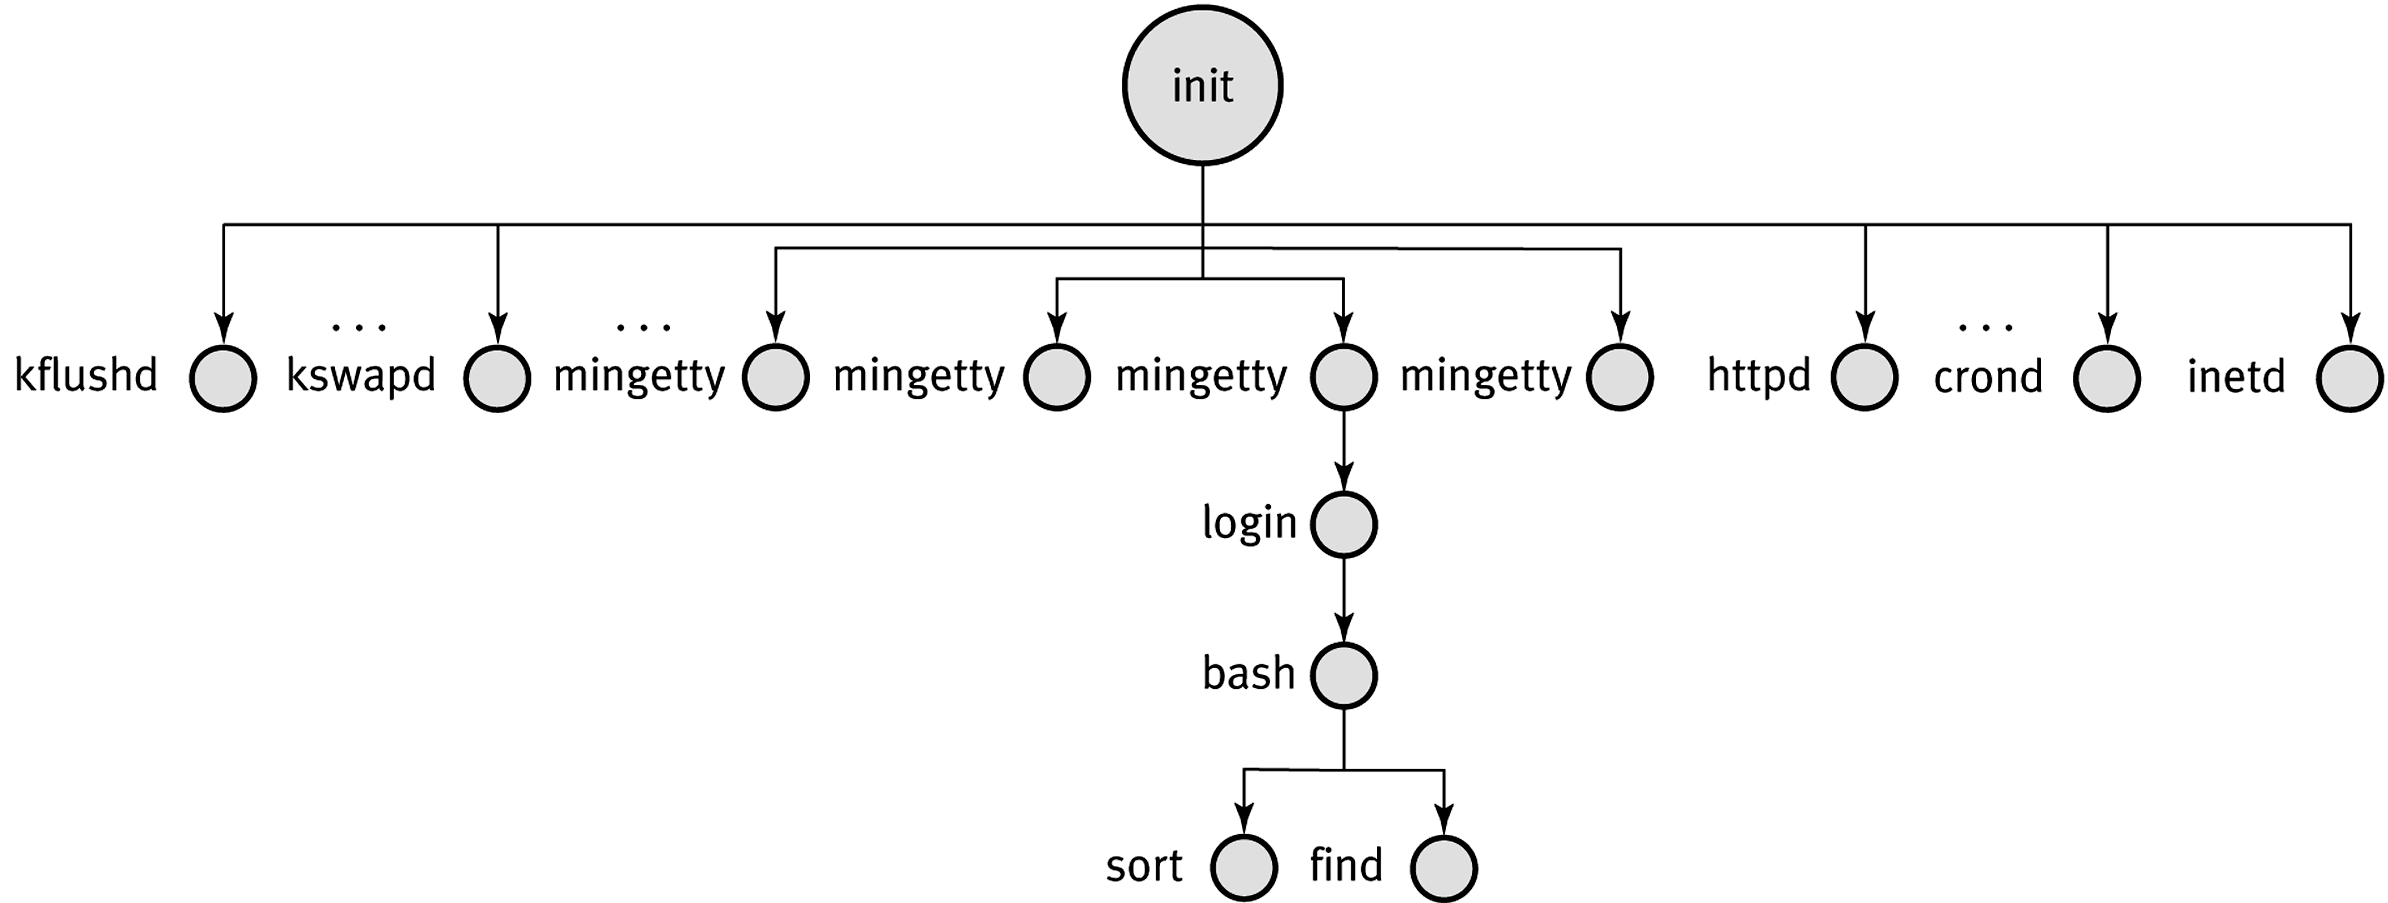 init
... ... ...
kflushd kswapd mingetty mingetty mingetty mingetty httpd crond inetd
login
bash
sort find